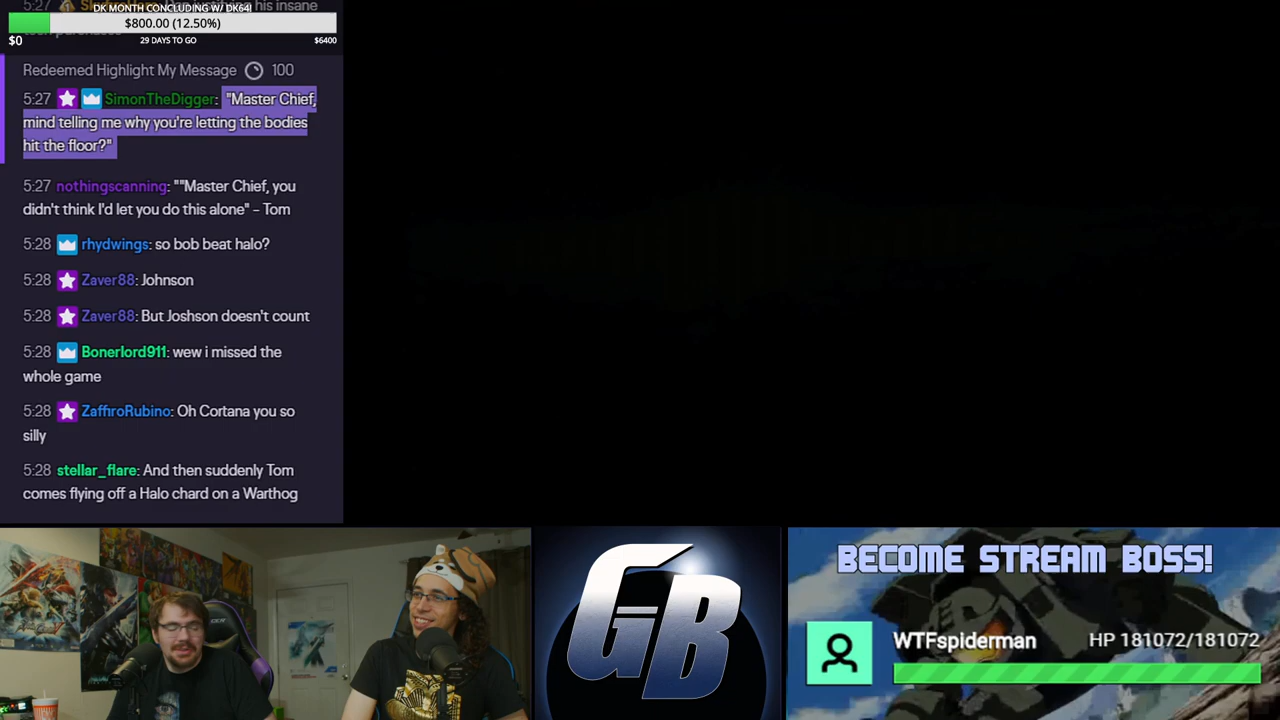 DK MONTH CONCLUDING W/ DK64!
$800.00 (12.50%)
$0
29 DAYS TO GO
$6400
Redeemed Highlight My Message 100
5:27 SimonTheDigger: "Master Chief,
mind telling me why you're letting the bodies
hit the floor?"
5:27 nothingscanning: ""Master Chief, you
didn't think I'd let you do this alone" - Tom
5:28 rhydwings: so bob beat halo?
5:28 Zaver88: Johnson
5:28 Zaver88: But Joshson doesn't count
5:28 Bonerlord911: wew i missed the
whole game
5:28 ZaffiroRubino: Oh Cortana you so
silly
5:28 stellar_flare: And then suddenly Tom
comes flying off a Halo chard on a Warthog
GB
BECOME STREAM BOSS!
WTFspiderman
HP 181072/181072